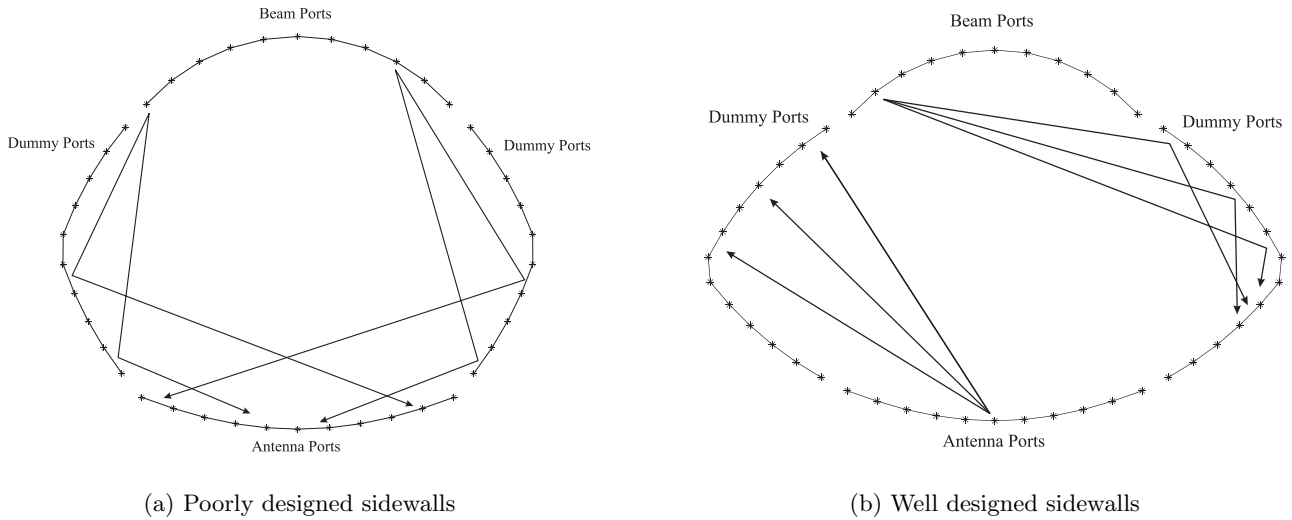 Beam Ports
Dummy Ports
Dummy Ports
Antenna Ports
(a) Poorly designed sidewalls
Beam Ports
Dummy Ports
Dummy Ports
Antenna Ports
(b) Well designed sidewalls